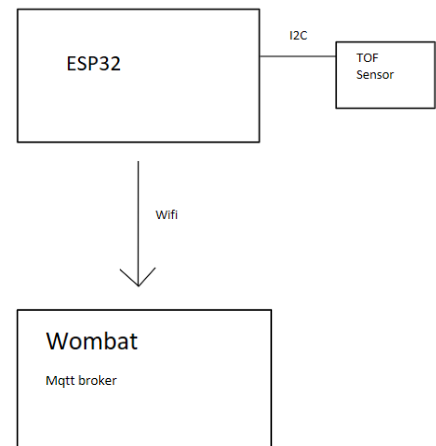 ESP32
I2C
TOF
Sensor
Wifi
Wombat
Mqtt broker